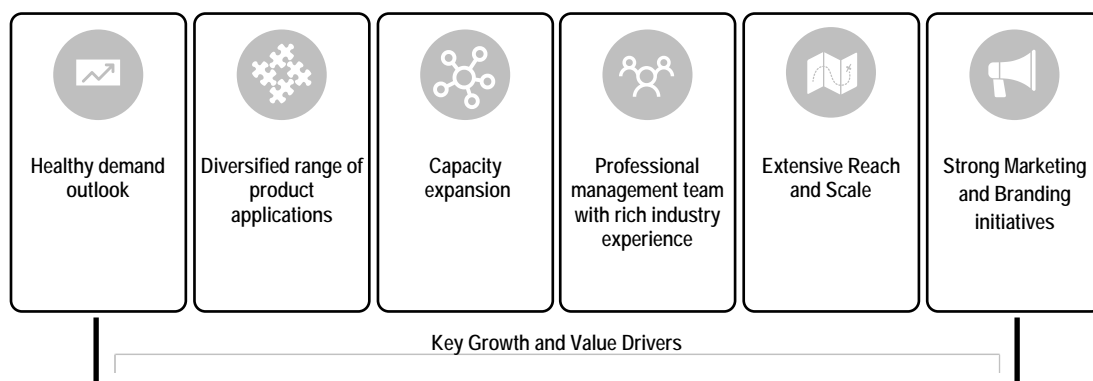 Healthy demand
outlook
Diversified range of
product
applications
Capacity
expansion
Professional
management team
with rich industry
experience
Extensive Reach
and Scale
Strong Marketing
and Branding
initiatives
Key Growth and Value Drivers